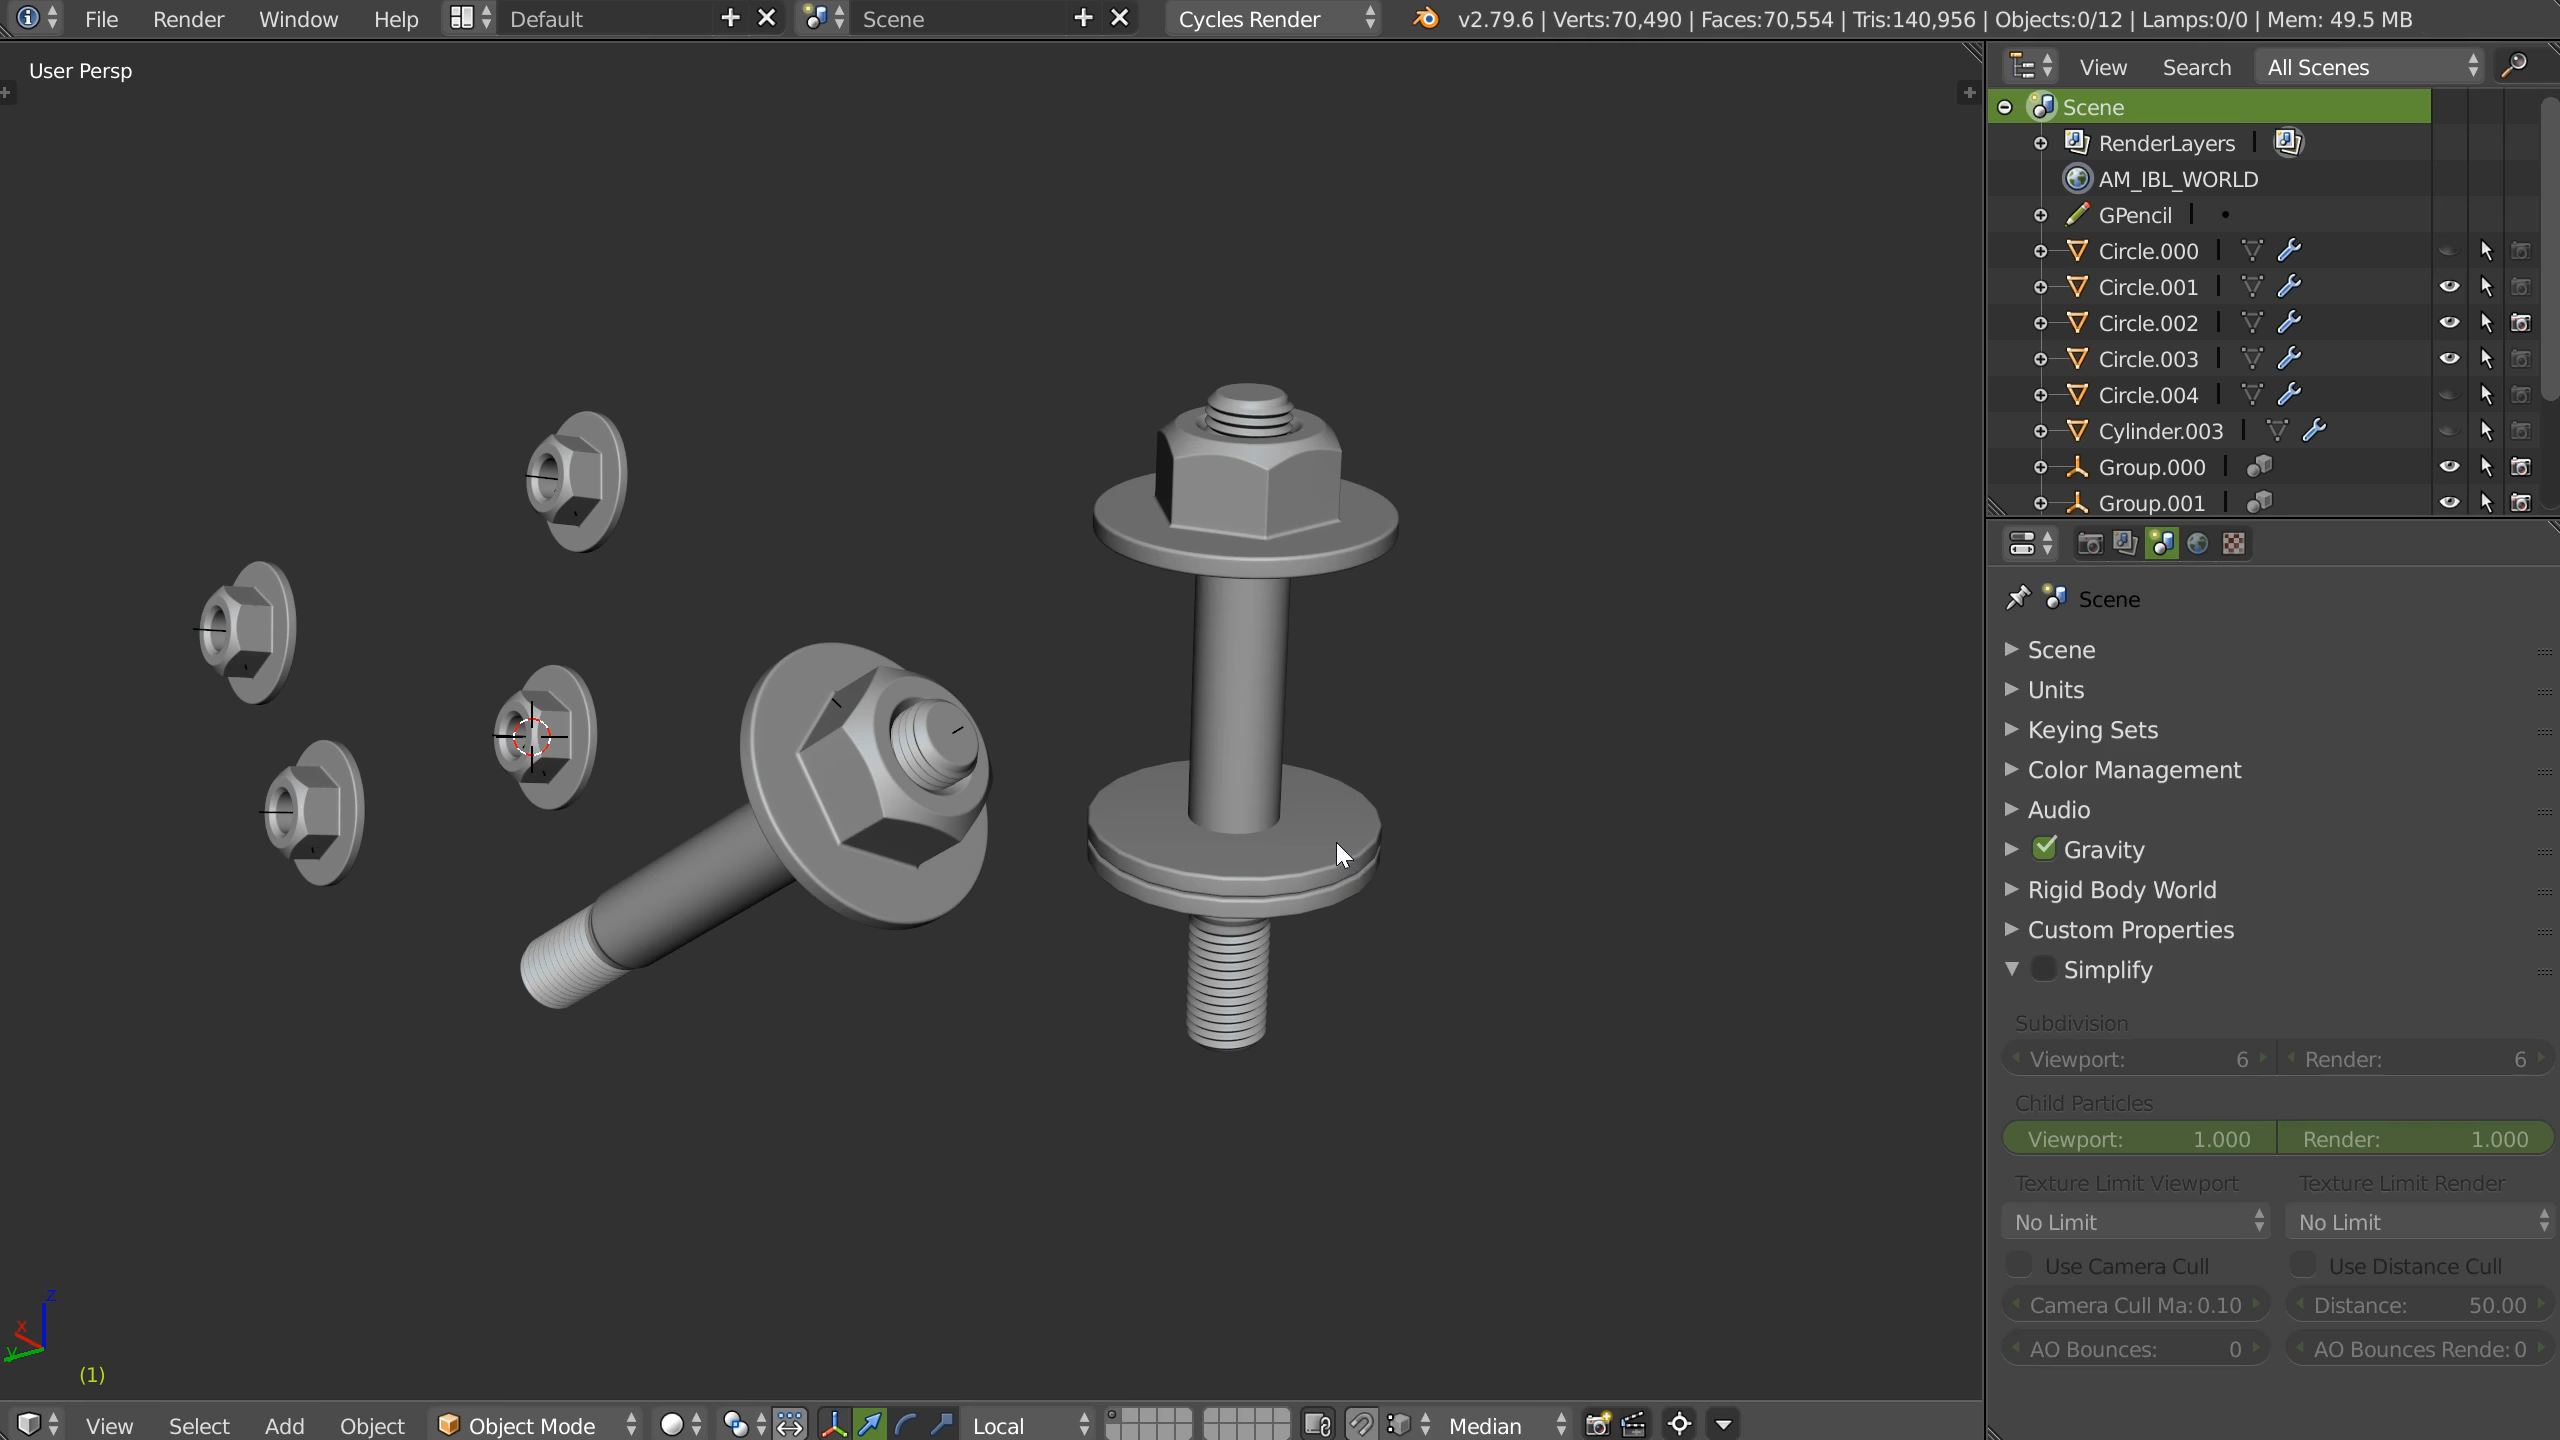 File Render Window Help Default Scene Cycles Render v2.79.6 | Verts:70,490 | Faces:70,554 | Tris:140,956 | Objects:0/12 | Lamps:0/0 | Mem: 49.5 MB
User Persp
View Search All Scenes
Scene
RenderLayers
AM_IBL_WORLD
GPencil
Circle.000
Circle.001
Circle.002
Circle.003
Circle.004
Cylinder.003
Group.000
Group.001
Scene
Scene
Units
Keying Sets
Color Management
Audio
Gravity
Rigid Body World
Custom Properties
Simplify
Subdivision
Viewport: 6 Render: 6
Child Particles
Viewport: 1.000 Render: 1.000
Texture Limit Viewport Texture Limit Render
No Limit No Limit
Use Camera Cull Use Distance Cull
Camera Cull Ma: 0.10 Distance: 50.00
AO Bounces: 0 AO Bounces Rende: 0
z
x
y
(1)
View Select Add Object Object Mode Local Median